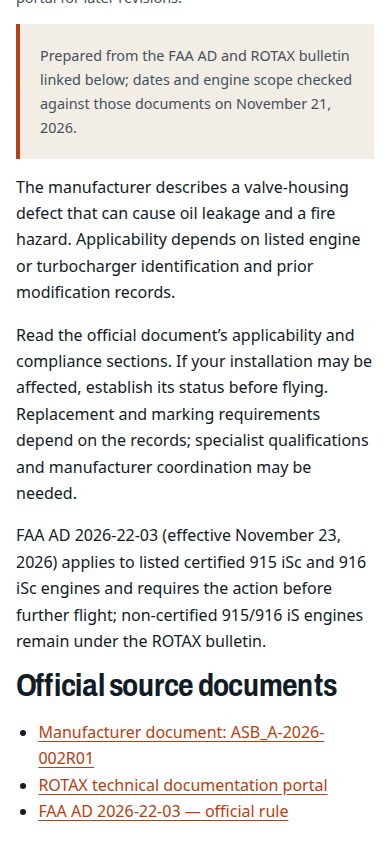 portal for later revisions.
Prepared from the FAA AD and ROTAX bulletin
linked below; dates and engine scope checked
against those documents on November 21,
2026.
The manufacturer describes a valve-housing
defect that can cause oil leakage and a fire
hazard. Applicability depends on listed engine
or turbocharger identification and prior
modification records.
Read the official document’s applicability and
compliance sections. If your installation may be
affected, establish its status before flying.
Replacement and marking requirements
depend on the records; specialist qualifications
and manufacturer coordination may be
needed.
FAA AD 2026-22-03 (effective November 23,
2026) applies to listed certified 915 iSc and 916
iSc engines and requires the action before
further flight; non-certified 915/916 iS engines
remain under the ROTAX bulletin.
Official source documents
Manufacturer document: ASB_A-2026-
002R01
ROTAX technical documentation portal
FAA AD 2026-22-03 — official rule